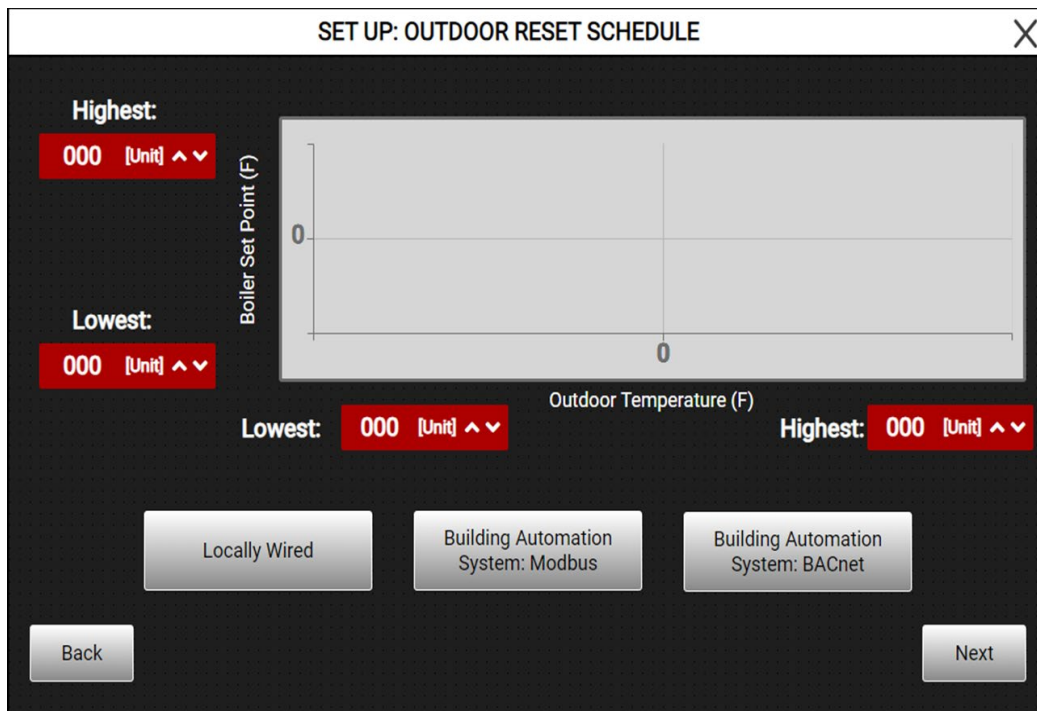 SET UP: OUTDOOR RESET SCHEDULE
X
Highest:
000 [Unit]
Boiler Set Point (F)
0
Lowest:
000 [Unit]
0
Outdoor Temperature (F)
Lowest: 000 [Unit]
Highest: 000 [Unit]
Locally Wired
Building Automation
System: Modbus
Building Automation
System: BACnet
Back
Next